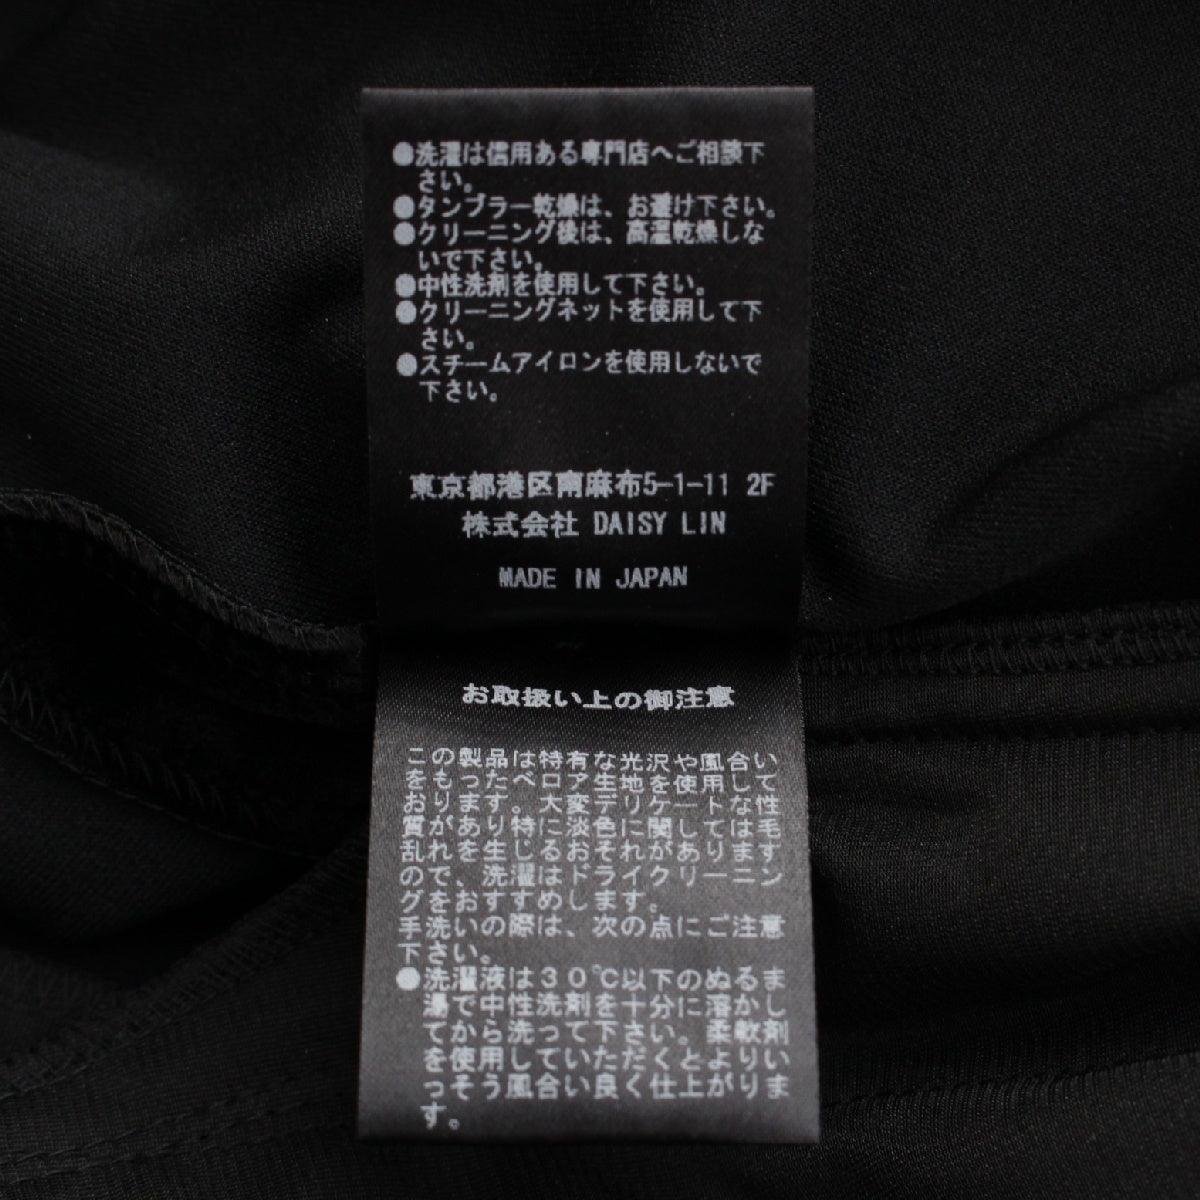 ●洗濯は信用ある専門店へご相談下
さい。
●タンブラー乾燥は、お避け下さい。
●クリーニング後は、高温乾燥しな
いで下さい。
●中性洗剤を使用して下さい。
●クリーニングネットを使用して下
さい。
●スチームアイロンを使用しないで
下さい。
東京都港区南麻布5-1-11 2F
株式会社 DAISY LIN
MADE IN JAPAN
お取扱い上の御注意
この製品は特有な光沢や風合い
をもったベロア生地を使用して
おります。大変デリケートな性
質があり特に淡色に関しては毛
乱れを生じるおそれがあります
ので、洗濯はドライクリーニン
グをおすすめします。
手洗いの際は、次の点にご注意
下さい。
●洗濯液は30℃以下のぬるま
湯で中性洗剤を十分に溶かし
てから洗って下さい。柔軟剤
を使用していただくとよりい
っそう風合い良く仕上がりま
す。